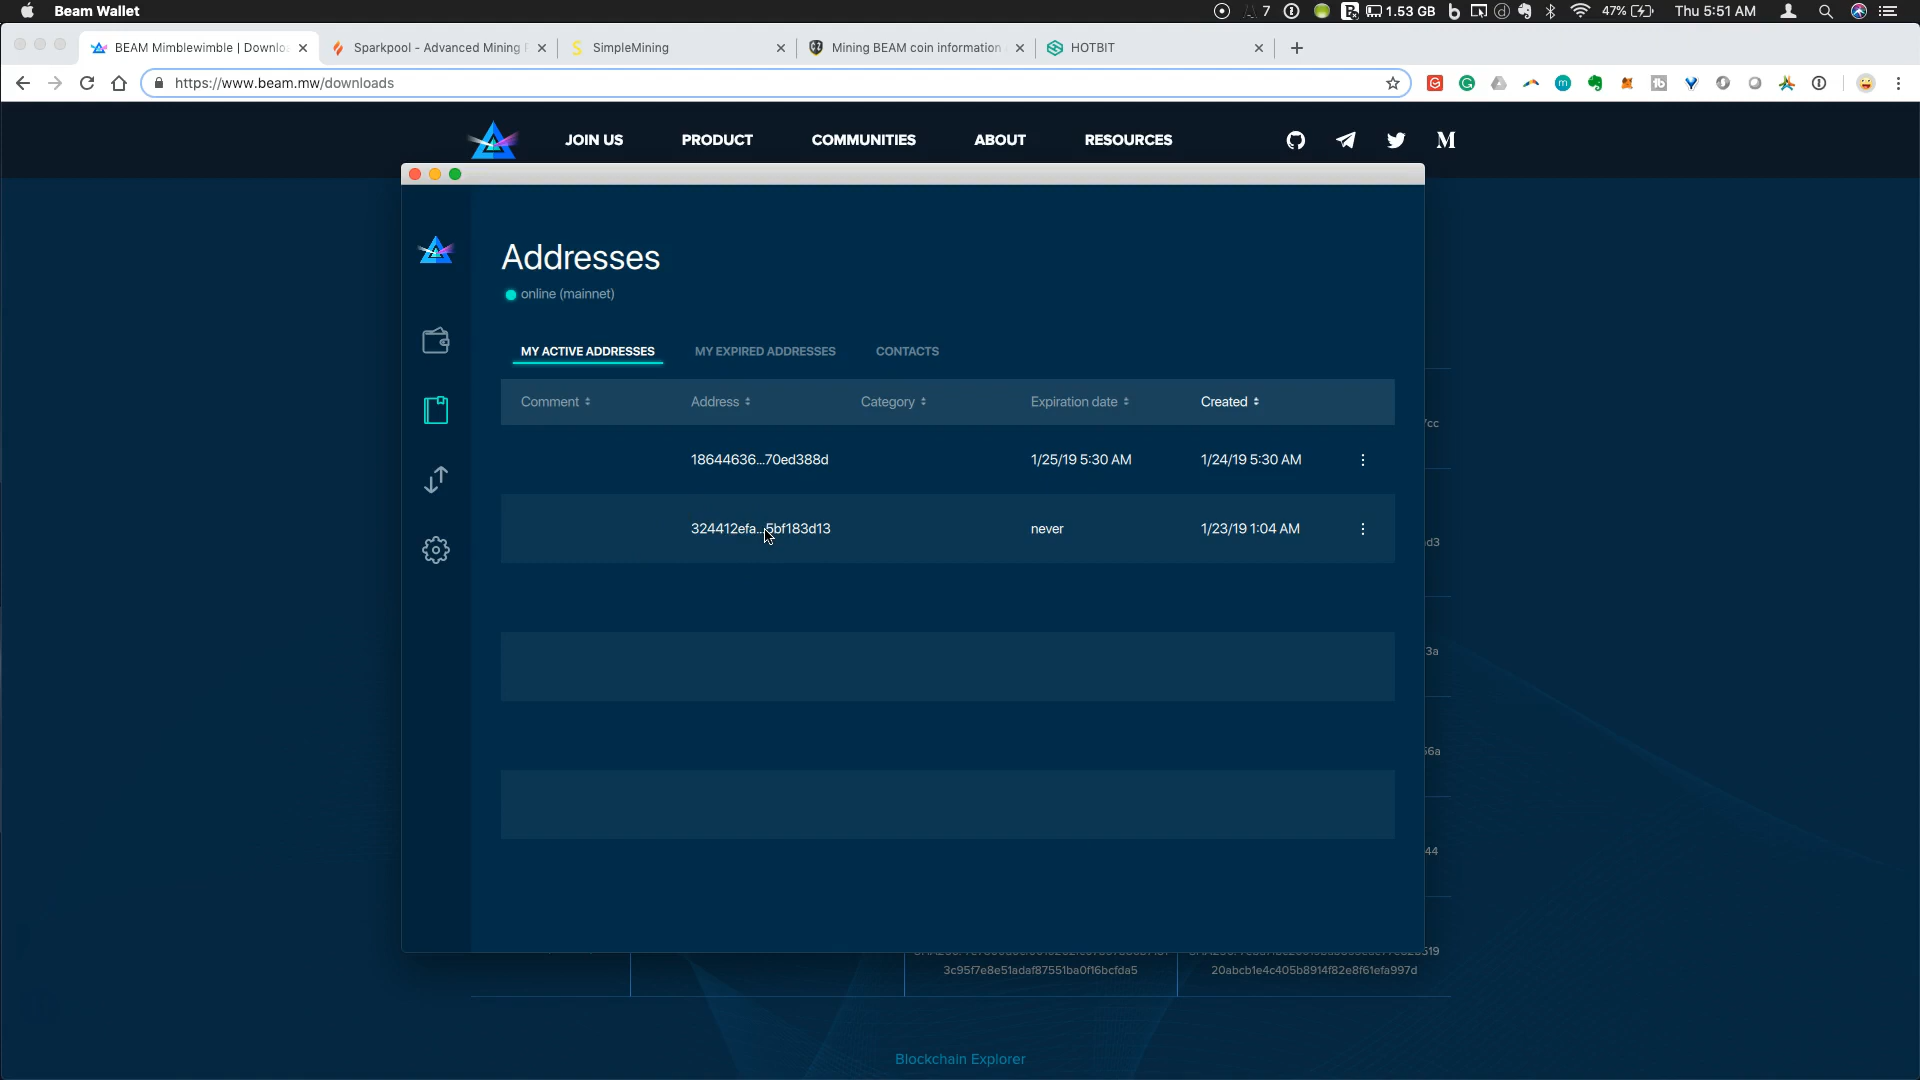 Beam Wallet
7
1.53 GB
47%
Thu 5:51 AM
BEAM Mimblewimble | Downlo
Sparkpool - Advanced Mining
SimpleMining
Mining BEAM coin information
HOTBIT
https://www.beam.mw/downloads
JOIN US
PRODUCT
COMMUNITIES
ABOUT
RESOURCES
Addresses
online (mainnet)
MY ACTIVE ADDRESSES
MY EXPIRED ADDRESSES
CONTACTS
Comment
Address
Category
Expiration date
Created
18644636...70ed388d
1/25/19 5:30 AM
1/24/19 5:30 AM
324412efa...5bf183d13
never
1/23/19 1:04 AM
3a
44
519
3c95f7e8e51adaf87551ba0f16bcfda5
20abcb1e4c405b8914f82e8f61efa997d
Blockchain Explorer